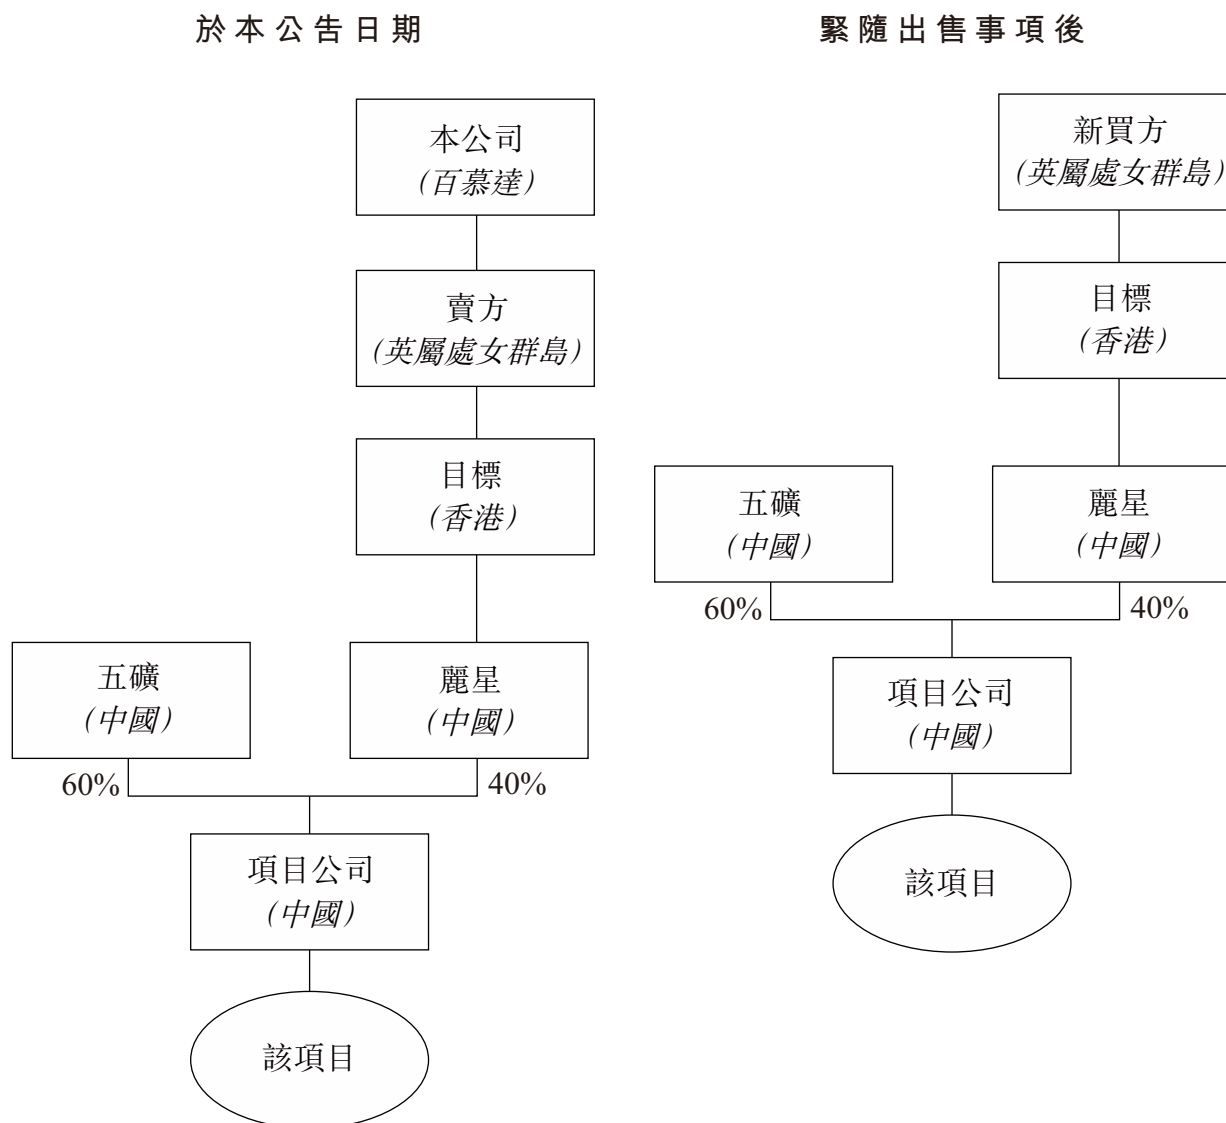 於本公告日期
本公司
(百慕達)
賣方
(英屬處女群島)
目標
(香港)
五礦
(中國)
麗星
(中國)
60%
40%
項目公司
(中國)
該項目
緊隨出售事項後
新買方
(英屬處女群島)
目標
(香港)
五礦
(中國)
麗星
(中國)
60%
40%
項目公司
(中國)
該項目